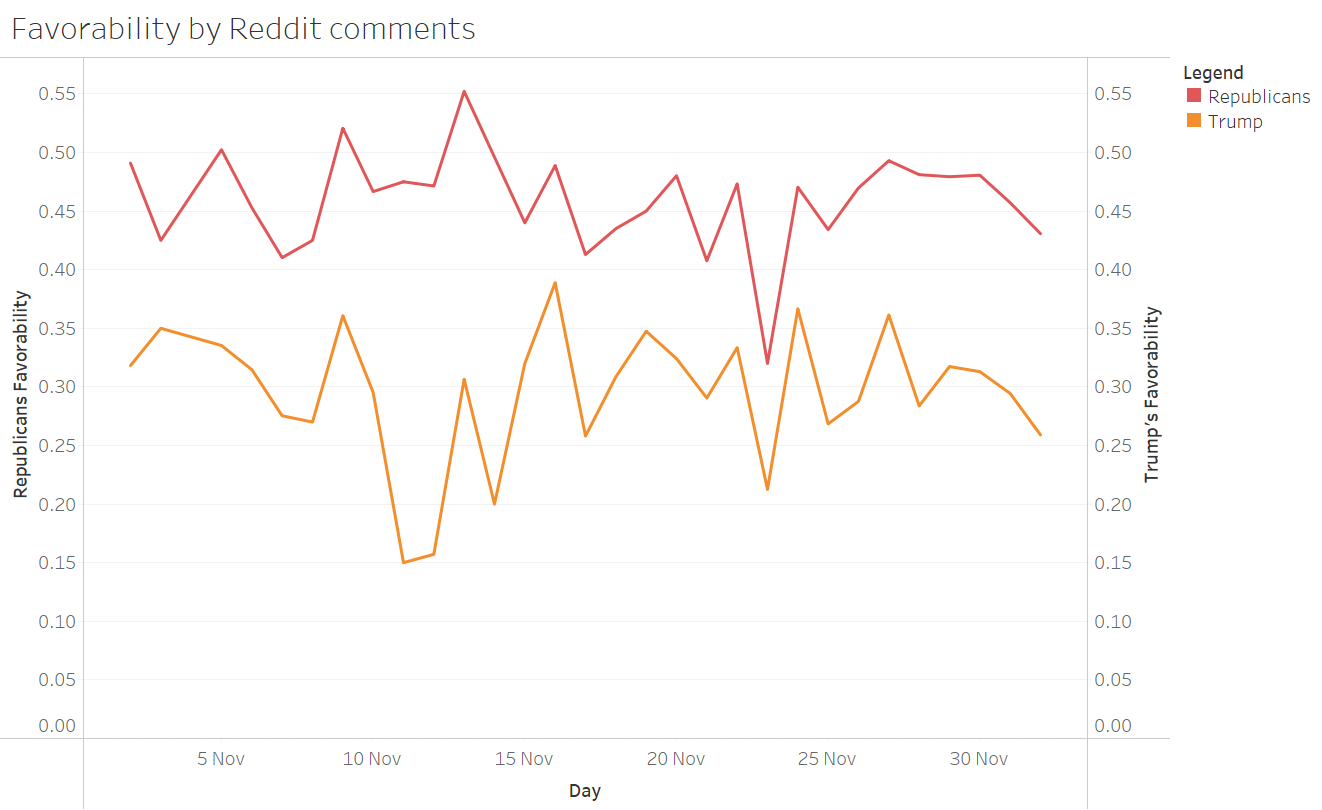 Favorability by Reddit comments
Legend
Republicans
Trump
Republicans Favorability
0.55
0.50
0.45
0.40
0.35
0.30
0.25
0.20
0.15
0.10
0.05
0.00
0.55
0.50
0.45
0.40
0.35
0.30
0.25
0.20
0.15
0.10
0.05
0.00
Trump's Favorability
5 Nov
10 Nov
15 Nov
20 Nov
25 Nov
30 Nov
Day